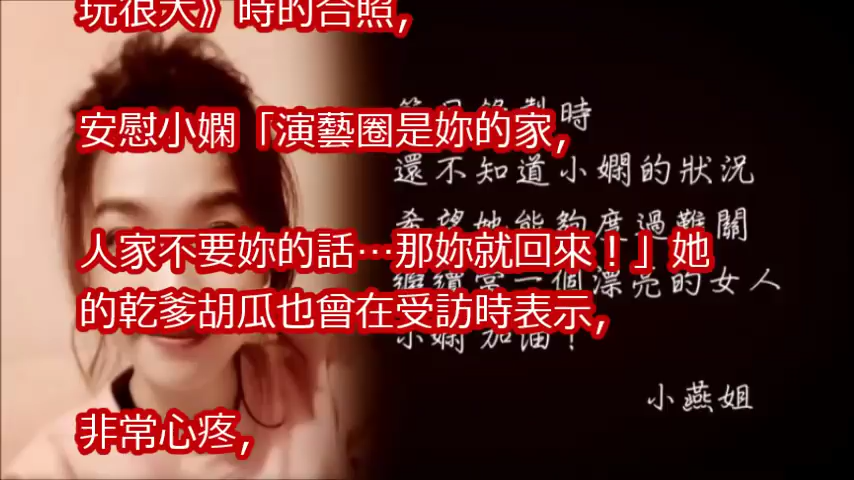 玩很大》時的合照，
安慰小嫻「演藝圈是妳的家，
人家不要妳的話…那妳就回來！」她
的乾爹胡瓜也曾在受訪時表示，
非常心疼，
時
還不知道小嫻的狀況
希望她能夠度過難關
繼續當一個漂亮的女人
小嫻 加油！
小燕姐